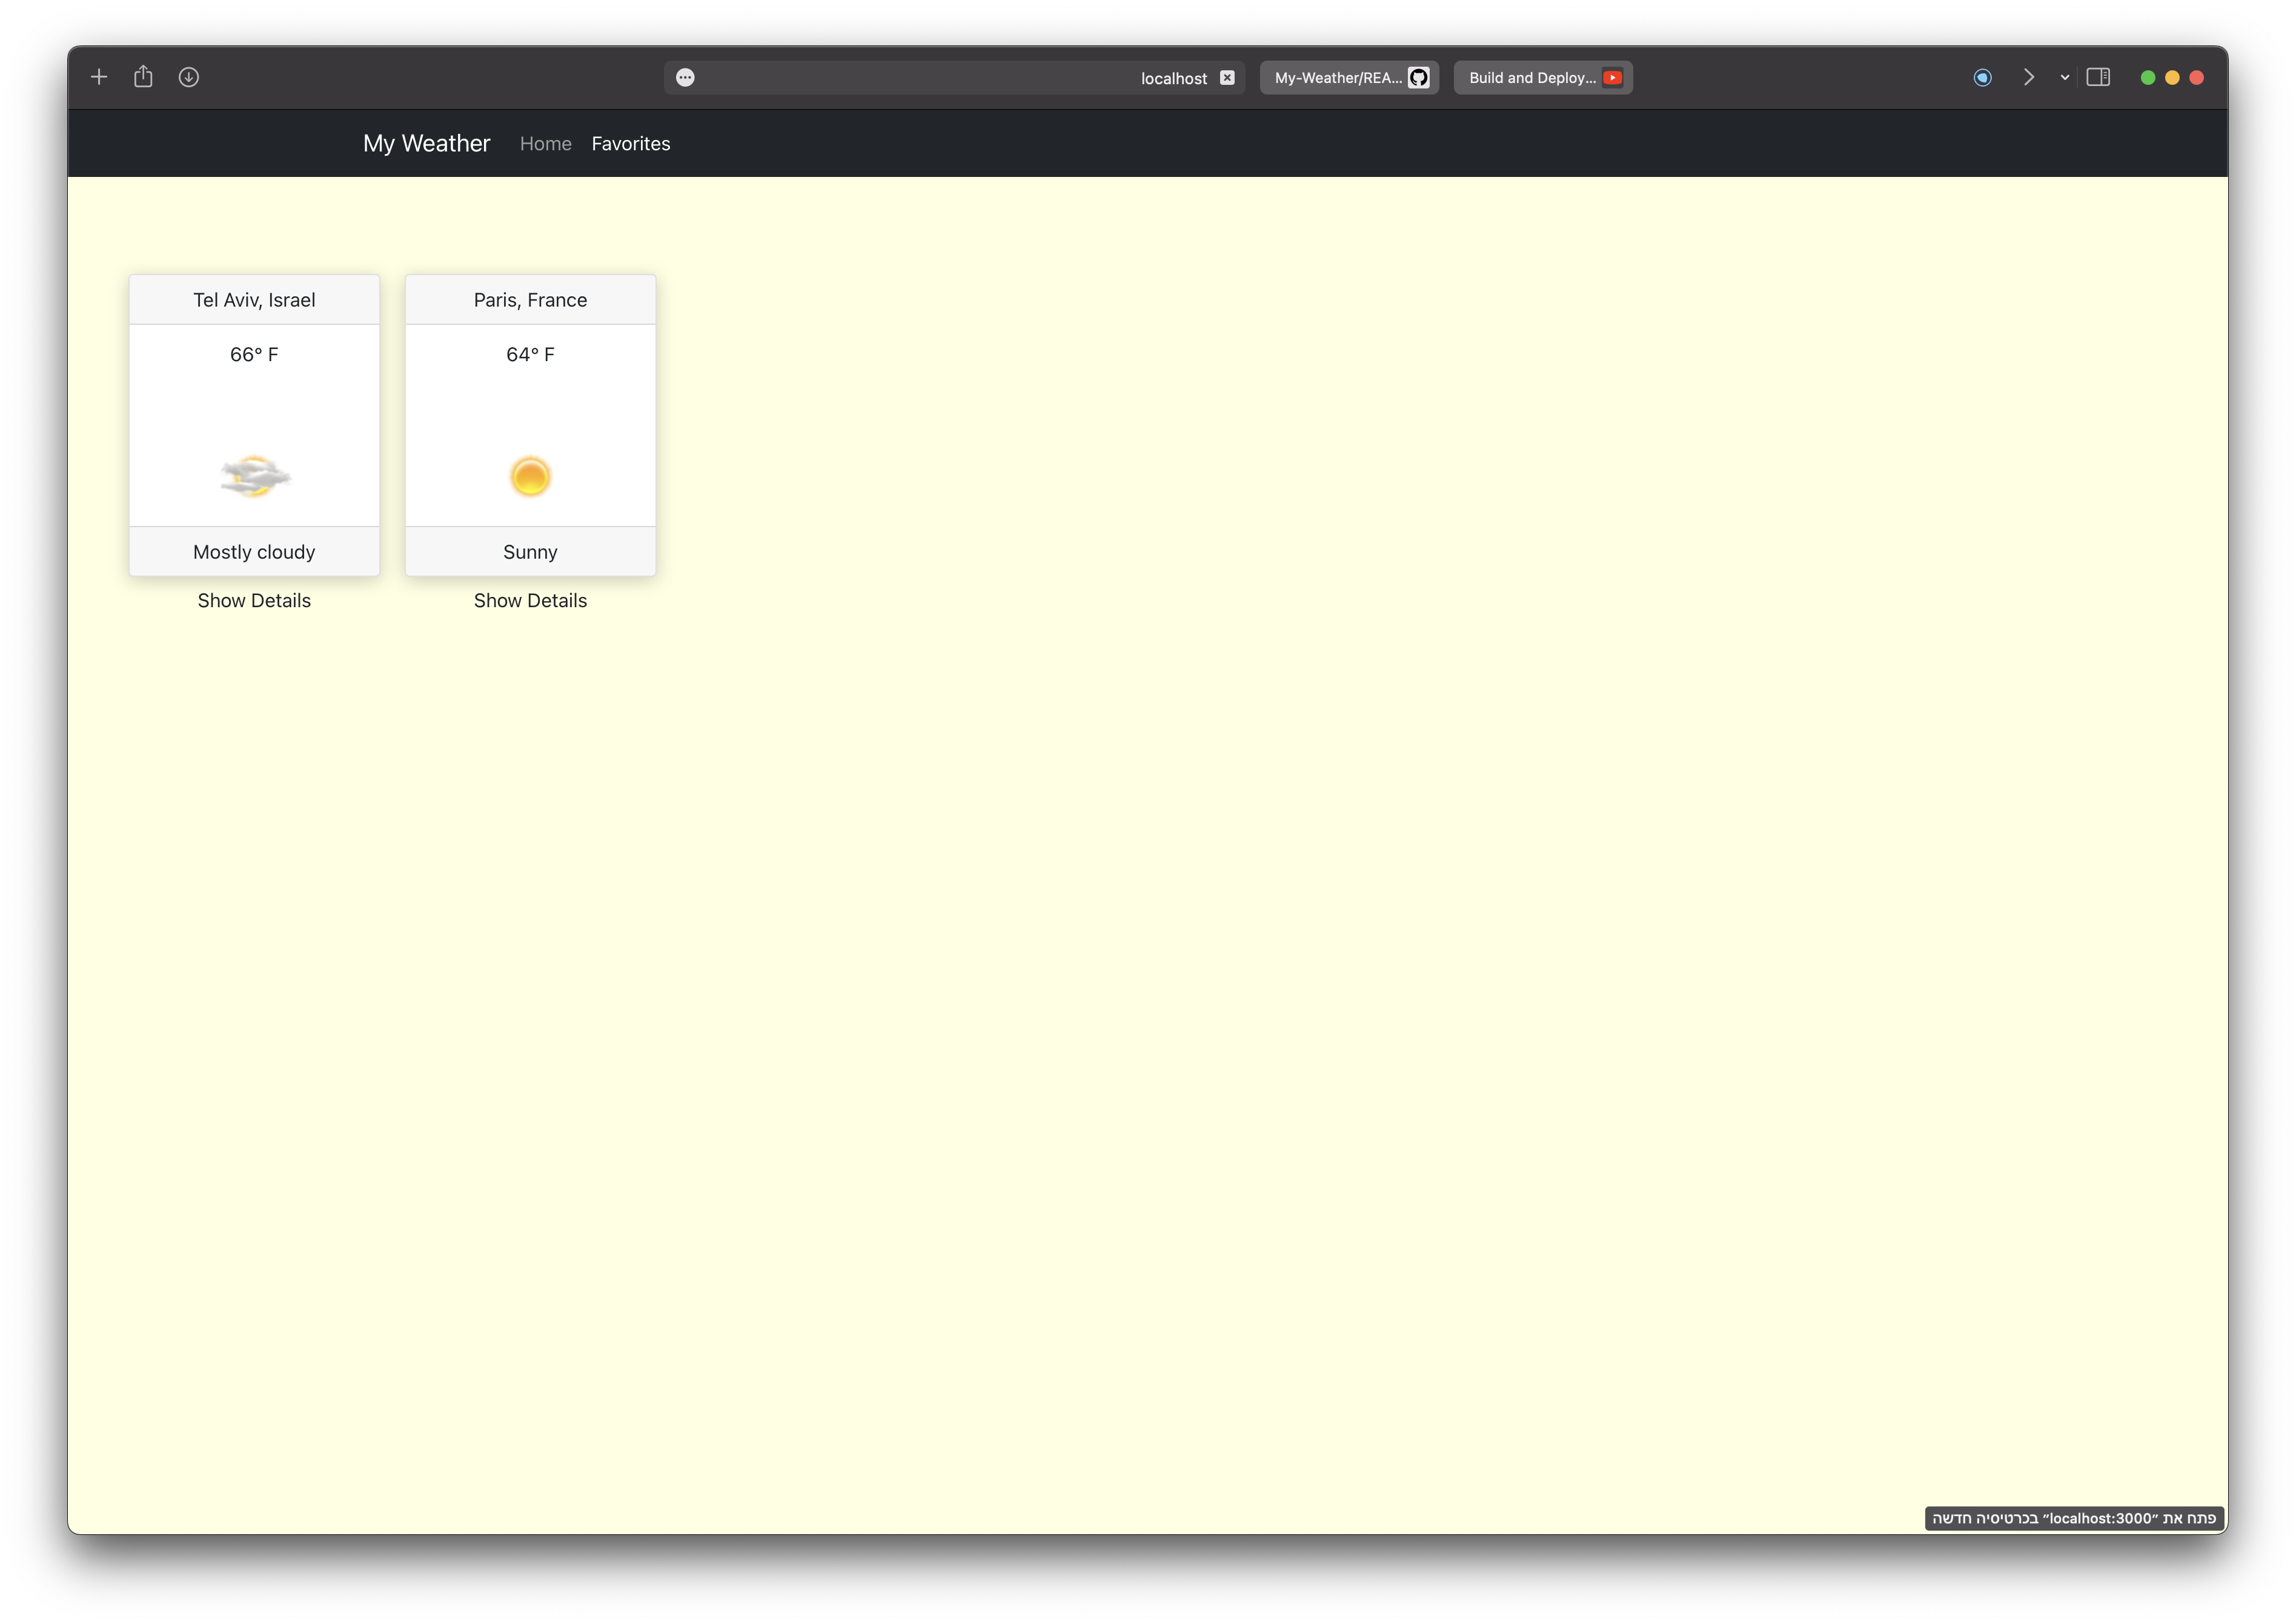 localhost
My-Weather/REA...
Build and Deploy...
My Weather
Home
Favorites
Tel Aviv, Israel
66° F
Mostly cloudy
Show Details
Paris, France
64° F
Sunny
Show Details
פתח את ״localhost:3000״ בכרטיסיה חדשה